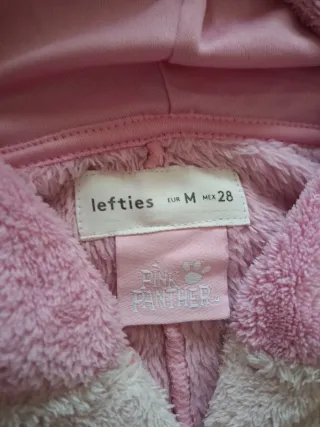 lefties EUR M MEX 28
PINK
PANTHER